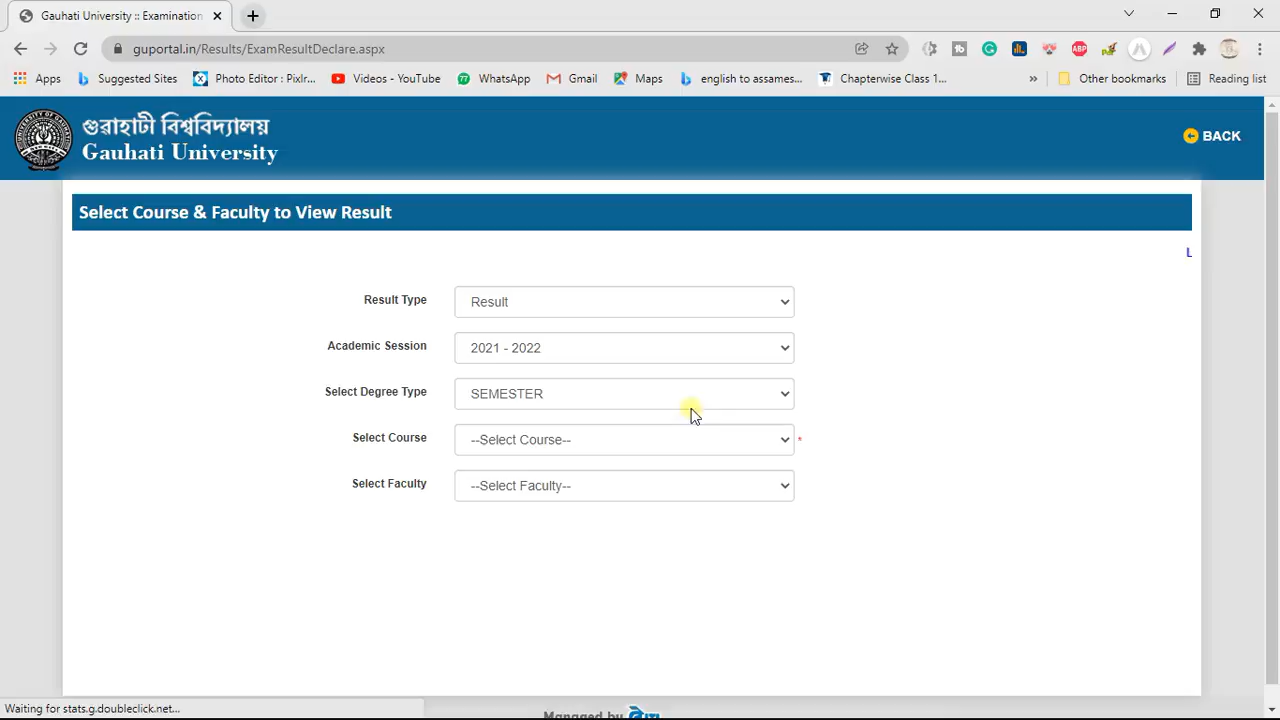 Gauhati University :: Examination
guportal.in/Results/ExamResultDeclare.aspx
Apps Suggested Sites Photo Editor : Pixlr... Videos - YouTube WhatsApp Gmail Maps english to assames... Chapterwise Class 1... » Other bookmarks Reading list
গুৱাহাটী বিশ্ববিদ্যালয়
Gauhati University
BACK
Select Course & Faculty to View Result
L
Result Type Result
Academic Session 2021 - 2022
Select Degree Type SEMESTER
Select Course --Select Course-- *
Select Faculty --Select Faculty--
Waiting for stats.g.doubleclick.net...
Managed by